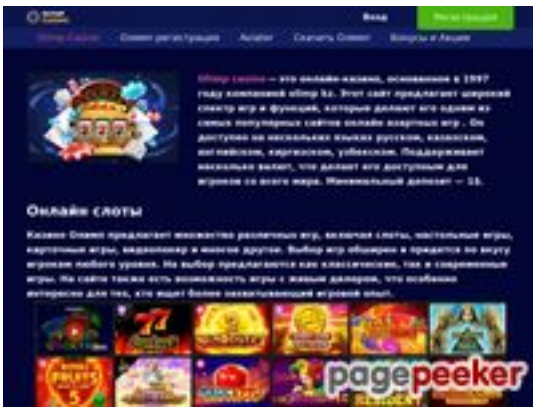 Вход
Регистрация
Olimp Casino Олимп регистрация Aviator Скачать Олимп Бонусы и Акции
Olimp casino — это онлайн-казино, основанное в 1997
году компанией olimp kz. Этот сайт предлагает широкий
спектр игр и функций, которые делают его одним из
самых популярных сайтов онлайн азартных игр . Он
доступен на нескольких языках русском, казахском,
английском, киргизском, узбекском. Поддерживает
несколько валют, что делает его доступным для
игроков со всего мира. Минимальный депозит —
Онлайн слоты
Казино Олимп предлагает множество различных игр, включая слоты, настольные игры,
карточные игры, видеопокер и многое другое. Выбор игр обширен и придется по вкусу
игрокам любого уровня. На выбор предлагаются как классические, так и современные
игры. На сайте также есть возможность игры с живым дилером, что особенно
интересно для тех, кто ищет более захватывающий игровой опыт.
777
77
FRUITS
5
pagepeeker